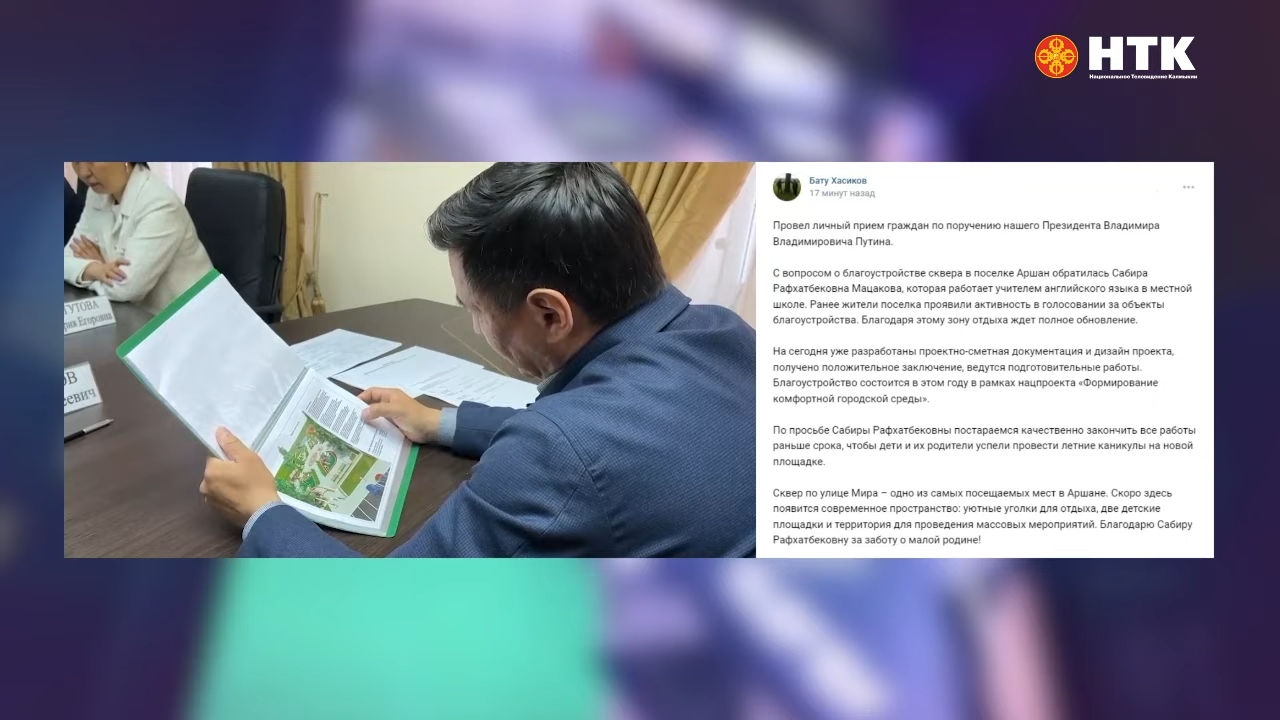 НТК
Национальное Телевидение Калмыкии
Бату Хасиков
17 минут назад
Провел личный прием граждан по поручению нашего Президента Владимира
Владимировича Путина.
С вопросом о благоустройстве сквера в поселке Аршан обратилась Сабира
Рафхатбековна Мацакова, которая работает учителем английского языка в местной
школе. Ранее жители поселка проявили активность в голосовании за объекты
благоустройства. Благодаря этому зону отдыха ждет полное обновление.
На сегодня уже разработаны проектно-сметная документация и дизайн проекта,
получено положительное заключение, ведутся подготовительные работы.
Благоустройство состоится в этом году в рамках нацпроекта «Формирование
комфортной городской среды».
По просьбе Сабиры Рафхатбековны постараемся качественно закончить все работы
раньше срока, чтобы дети и их родители успели провести летние каникулы на новой
площадке.
Сквер по улице Мира – одно из самых посещаемых мест в Аршане. Скоро здесь
появится современное пространство: уютные уголки для отдыха, две детские
площадки и территория для проведения массовых мероприятий. Благодарю Сабиру
Рафхатбековну за заботу о малой родине!